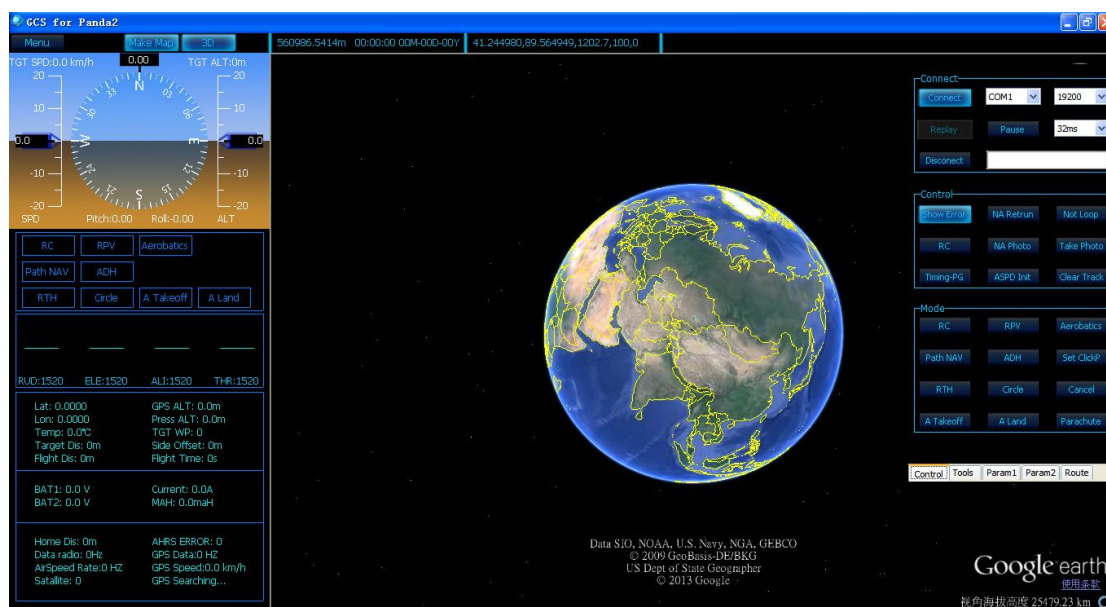 GCS for Panda2
Menu Make Map 3D 560986.5414m 00:00:00 00M-00D-00Y 41.244980,89.564949,1202.7,100,0
TGT SPD:0.0 km/h 0.00 TGT ALT:0m
20 N 20
33 03
10 30 06 10
0.0 W E 0.0
-10 24 -10
21 S 15
-20 -20
SPD Pitch:0.00 Roll:-0.00 ALT
RC RPV Aerobatics
Path NAV ADH
RTH Circle A Takeoff A Land
RUD:1520 ELE:1520 ALI:1520 THR:1520
Lat: 0.0000 GPS ALT: 0.0m
Lon: 0.0000 Press ALT: 0.0m
Temp: 0.0°C TGT WP: 0
Target Dis: 0m Side Offset: 0m
Flight Dis: 0m Flight Time: 0s
BAT1: 0.0 V Current: 0.0A
BAT2: 0.0 V MAH: 0.0maH
Home Dis: 0m AHRS ERROR: 0
Data radio: 0Hz GPS Data:0 HZ
AirSpeed Rate:0 HZ GPS Speed:0.0 km/h
Satallite: 0 GPS Searching...
Connect
Connect COM1 19200
Replay Pause 32ms
Disconect
Control
Show Error NA Retrun Not Loop
RC NA Photo Take Photo
Timing-PG ASPD Init Clear Track
Mode
RC RPV Aerobatics
Path NAV ADH Set ClickP
RTH Circle Cancel
A Takeoff A Land Parachute
Control Tools Param1 Param2 Route
Data SIO, NOAA, U.S. Navy, NGA, GEBCO
© 2009 GeoBasis-DE/BKG
US Dept of State Geographer
© 2013 Google
Google earth
使用条款
视角海拔高度 25479.23 km